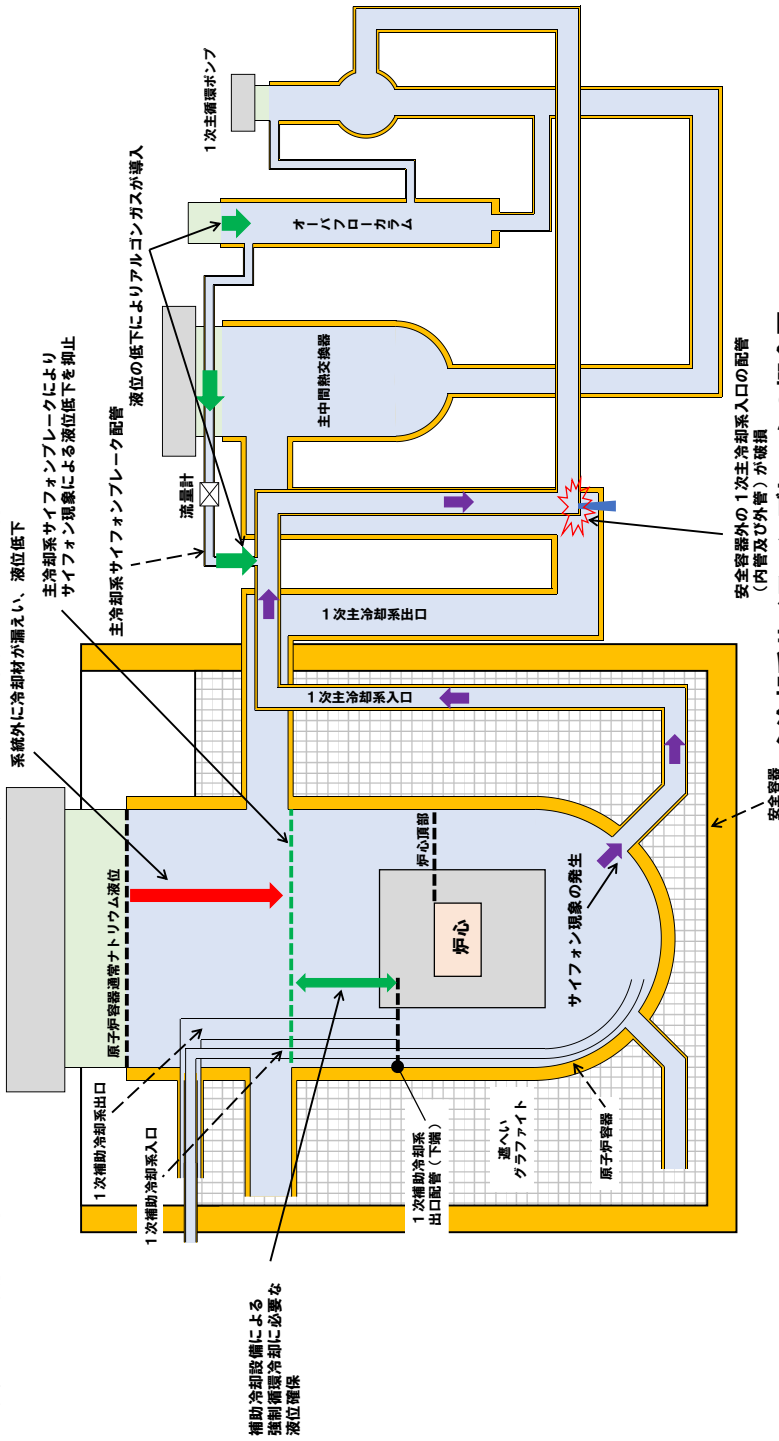 系統外に冷却材が漏えい、液位低下
主冷却系サイフォンブレークにより
サイフォン現象による液位低下を抑止
主冷却系サイフォンブレーク配管
液位の低下によりアルゴンガスが導入
1次主循環ポンプ
流量計
オーバフローカラム
主中間熱交換器
原子炉容器通常ナトリウム液位
1次補助冷却系出口
1次補助冷却系入口
1次主冷却系出口
1次主冷却系入口
炉心頂部
炉心
サイフォン現象の発生
補助冷却設備による
強制循環冷却に必要な
液位確保
1次補助冷却系
出口配管(下端)
遮へい
グラファイト
原子炉容器
安全容器
安全容器外の1次主冷却系入口の配管
(内管及び外管)が破損